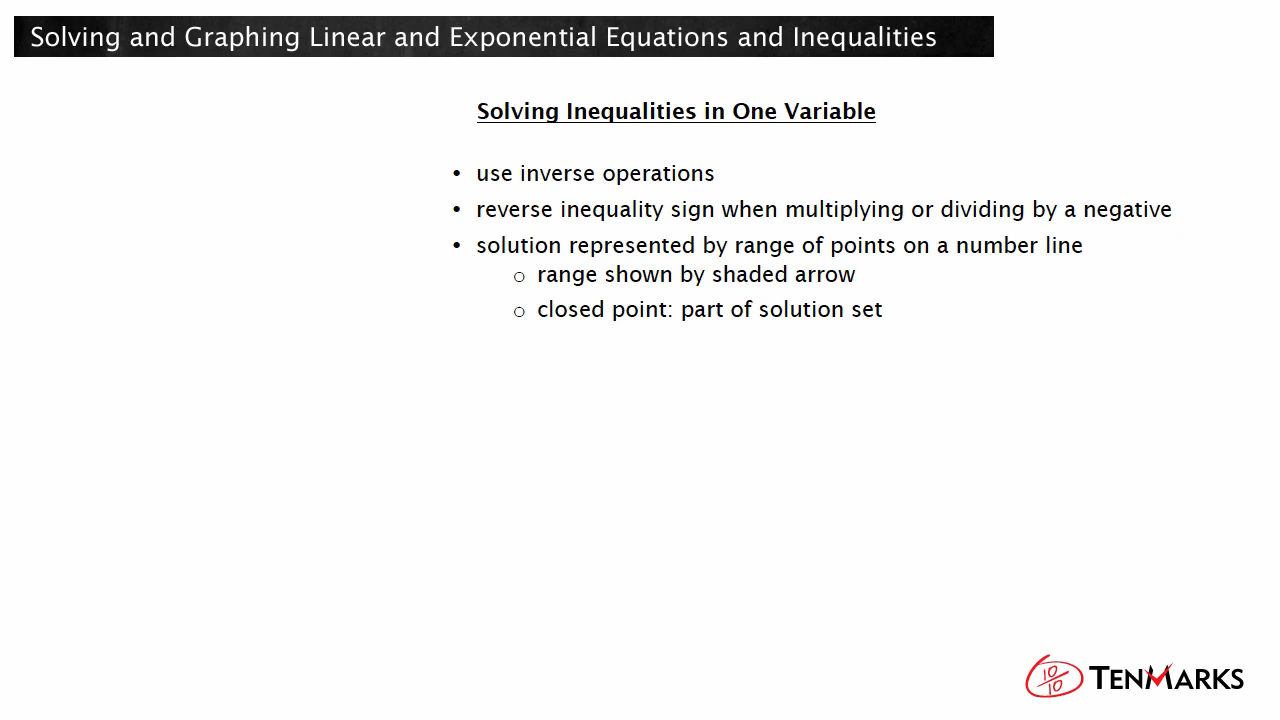 Solving and Graphing Linear and Exponential Equations and Inequalities
Solving Inequalities in One Variable
• use inverse operations
• reverse inequality sign when multiplying or dividing by a negative
• solution represented by range of points on a number line
○ range shown by shaded arrow
○ closed point: part of solution set
10/10 TENMARKS